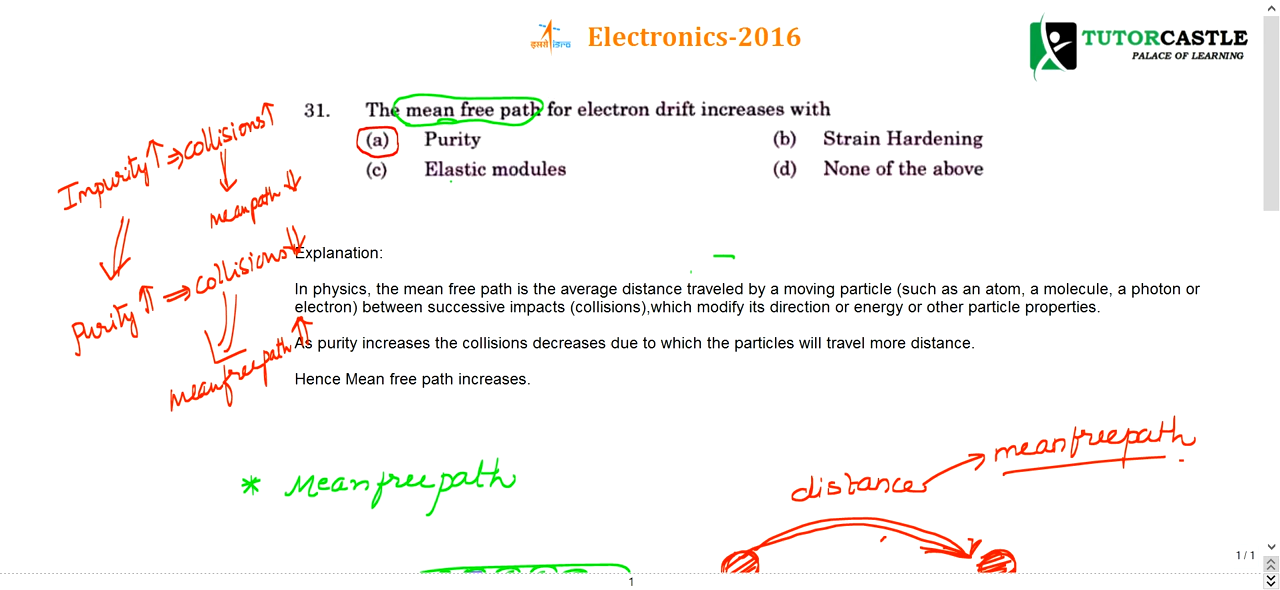 इसरो isro
Electronics-2016
TUTORCASTLE
PALACE OF LEARNING
31. The mean free path for electron drift increases with
(a) Purity (b) Strain Hardening
(c) Elastic modules (d) None of the above
Impurity↑ ⇒ collisions↑
↓
mean path ↓
⇓
Purity ⇑ ⇒ collisions ⇓
⇓
meanfreepath ⇑
Explanation:
In physics, the mean free path is the average distance traveled by a moving particle (such as an atom, a molecule, a photon or
electron) between successive impacts (collisions),which modify its direction or energy or other particle properties.
As purity increases the collisions decreases due to which the particles will travel more distance.
Hence Mean free path increases.
* Meanfreepath
distance → meanfreepath
1 / 1
1